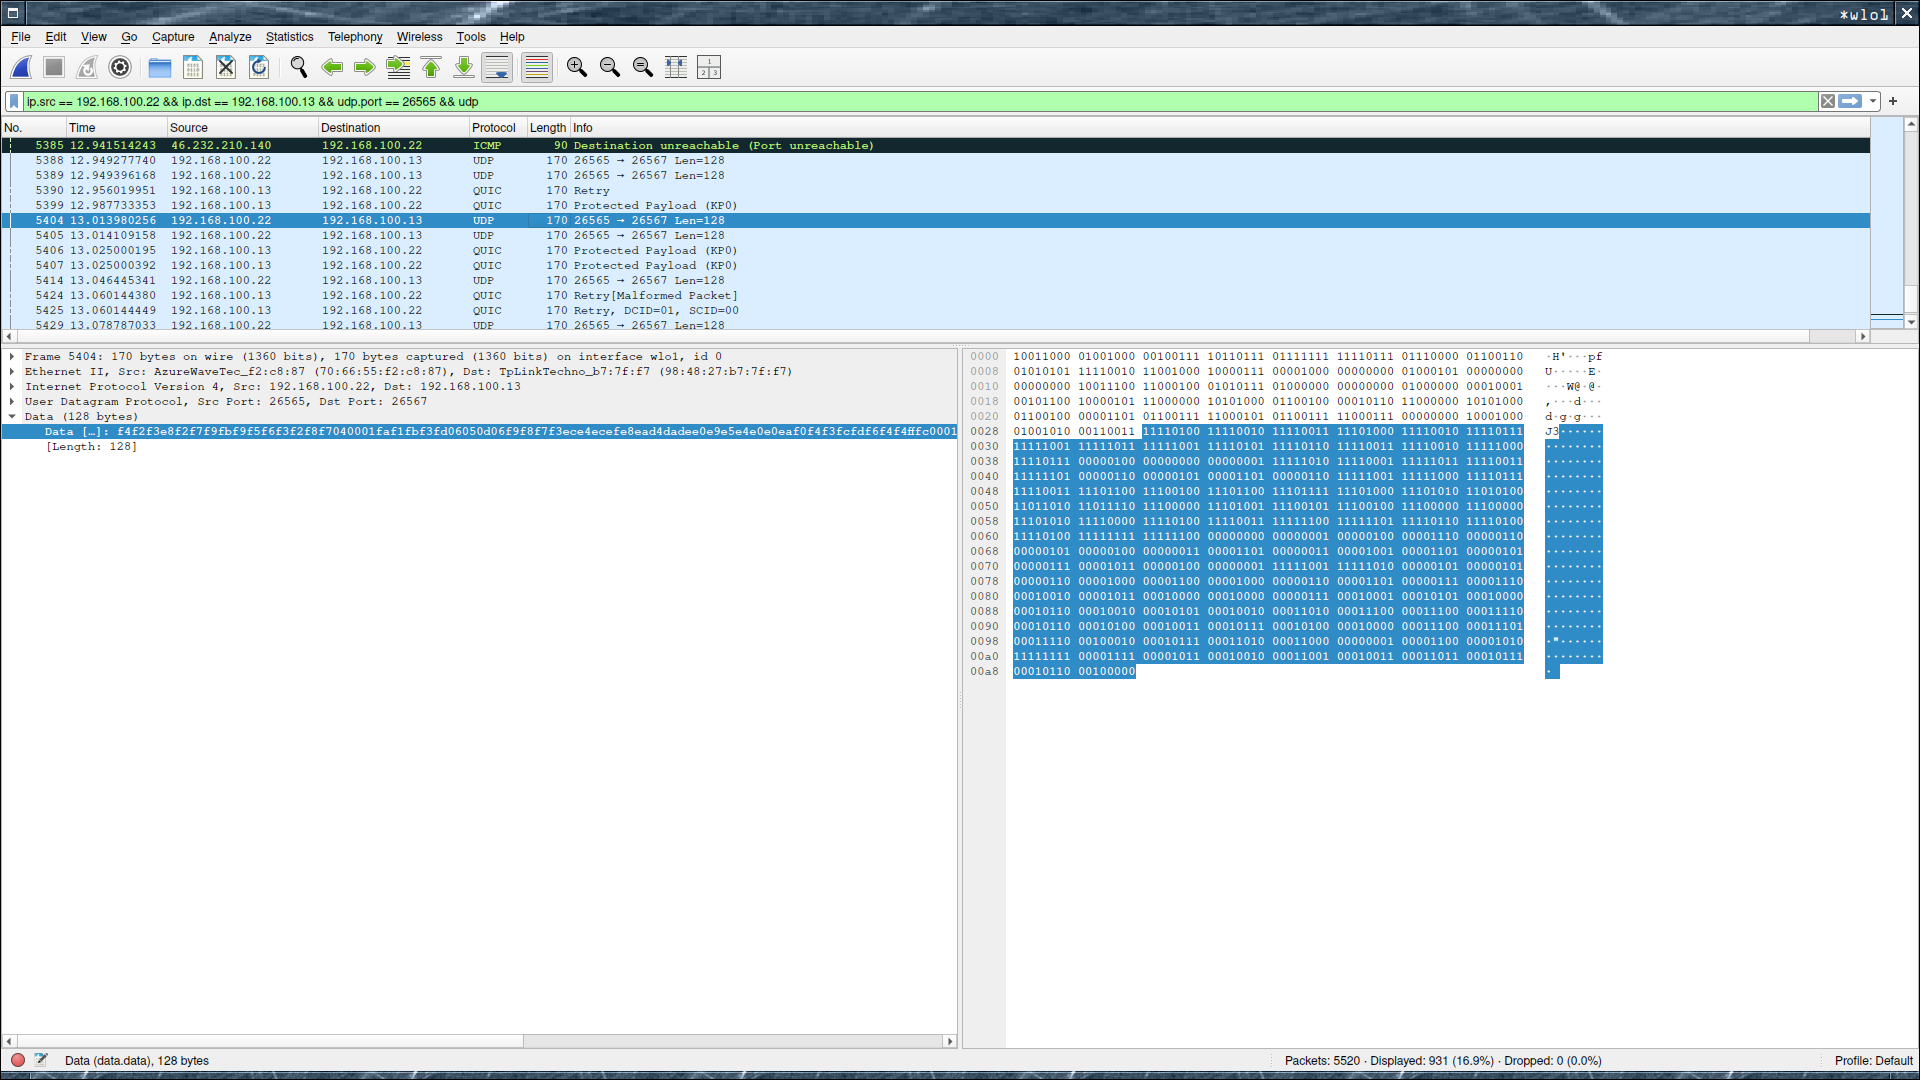 *wlo1
File Edit View Go Capture Analyze Statistics Telephony Wireless Tools Help
ip.src == 192.168.100.22 && ip.dst == 192.168.100.13 && udp.port == 26565 && udp
No. Time Source Destination Protocol Length Info
5385 12.941514243 46.232.210.140 192.168.100.22 ICMP 90 Destination unreachable (Port unreachable)
5388 12.949277740 192.168.100.22 192.168.100.13 UDP 170 26565 → 26567 Len=128
5389 12.949396168 192.168.100.22 192.168.100.13 UDP 170 26565 → 26567 Len=128
5390 12.956019951 192.168.100.13 192.168.100.22 QUIC 170 Retry
5399 12.987733353 192.168.100.13 192.168.100.22 QUIC 170 Protected Payload (KP0)
5404 13.013980256 192.168.100.22 192.168.100.13 UDP 170 26565 → 26567 Len=128
5405 13.014109158 192.168.100.22 192.168.100.13 UDP 170 26565 → 26567 Len=128
5406 13.025000195 192.168.100.13 192.168.100.22 QUIC 170 Protected Payload (KP0)
5407 13.025000392 192.168.100.13 192.168.100.22 QUIC 170 Protected Payload (KP0)
5414 13.046445341 192.168.100.22 192.168.100.13 UDP 170 26565 → 26567 Len=128
5424 13.060144380 192.168.100.13 192.168.100.22 QUIC 170 Retry[Malformed Packet]
5425 13.060144449 192.168.100.13 192.168.100.22 QUIC 170 Retry, DCID=01, SCID=00
5429 13.078787033 192.168.100.22 192.168.100.13 UDP 170 26565 → 26567 Len=128
Frame 5404: 170 bytes on wire (1360 bits), 170 bytes captured (1360 bits) on interface wlo1, id 0
Ethernet II, Src: AzureWaveTec_f2:c8:87 (70:66:55:f2:c8:87), Dst: TpLinkTechno_b7:7f:f7 (98:48:27:b7:7f:f7)
Internet Protocol Version 4, Src: 192.168.100.22, Dst: 192.168.100.13
User Datagram Protocol, Src Port: 26565, Dst Port: 26567
Data (128 bytes)
Data […]: f4f2f3e8f2f7f9fbf9f5f6f3f2f8f7040001faf1fbf3fd06050d06f9f8f7f3ece4ecefe8ead4dadee0e9e5e4e0e0eaf0f4f3fcfdf6f4f4fffc0001
[Length: 128]
0000 10011000 01001000 00100111 10110111 01111111 11110111 01110000 01100110 ·H'···pf
0008 01010101 11110010 11001000 10000111 00001000 00000000 01000101 00000000 U·····E·
0010 00000000 10011100 11000100 01010111 01000000 00000000 01000000 00010001 ···W@·@·
0018 00101100 10000101 11000000 10101000 01100100 00010110 11000000 10101000 ,···d···
0020 01100100 00001101 01100111 11000101 01100111 11000111 00000000 10001000 d·g·g···
0028 01001010 00110011 11110100 11110010 11110011 11101000 11110010 11110111 J3······
0030 11111001 11111011 11111001 11110101 11110110 11110011 11110010 11111000 ········
0038 11110111 00000100 00000000 00000001 11111010 11110001 11111011 11110011 ········
0040 11111101 00000110 00000101 00001101 00000110 11111001 11111000 11110111 ········
0048 11110011 11101100 11100100 11101100 11101111 11101000 11101010 11010100 ········
0050 11011010 11011110 11100000 11101001 11100101 11100100 11100000 11100000 ········
0058 11101010 11110000 11110100 11110011 11111100 11111101 11110110 11110100 ········
0060 11110100 11111111 11111100 00000000 00000001 00000100 00001110 00000110 ········
0068 00000101 00000100 00000011 00001101 00000011 00001001 00001101 00000101 ········
0070 00000111 00001011 00000100 00000001 11111001 11111010 00000101 00000101 ········
0078 00000110 00001000 00001100 00001000 00000110 00001101 00000111 00001110 ········
0080 00010010 00001011 00010000 00010000 00000111 00010001 00010101 00010000 ········
0088 00010110 00010010 00010101 00010010 00011010 00011100 00011100 00011110 ········
0090 00010110 00010100 00010011 00010111 00010100 00010000 00011100 00011101 ········
0098 00011110 00100010 00010111 00011010 00011000 00000001 00001100 00001010 ·"······
00a0 11111111 00001111 00001011 00010010 00011001 00010011 00011011 00010111 ········
00a8 00010110 00100000 ·
Data (data.data), 128 bytes
Packets: 5520 · Displayed: 931 (16.9%) · Dropped: 0 (0.0%)
Profile: Default